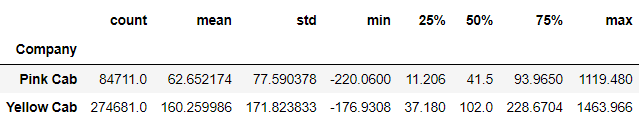 count mean std min 25% 50% 75% max
Company
Pink Cab 84711.0 62.652174 77.590378 -220.0600 11.206 41.5 93.9650 1119.480
Yellow Cab 274681.0 160.259986 171.823833 -176.9308 37.180 102.0 228.6704 1463.966